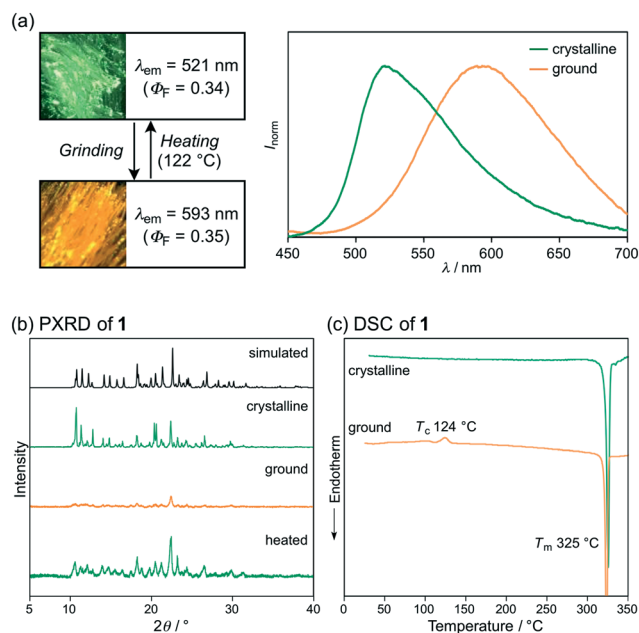 (a)
λem = 521 nm
(ΦF = 0.34)
Grinding
Heating
(122 °C)
λem = 593 nm
(ΦF = 0.35)
crystalline
ground
Inorm
450 500 550 600 650 700
λ / nm
(b) PXRD of 1
simulated
crystalline
ground
heated
Intensity
5 10 20 30 40
2θ / °
(c) DSC of 1
crystalline
ground
Tc 124 °C
Tm 325 °C
Endotherm
0 50 100 150 200 250 300 350
Temperature / °C